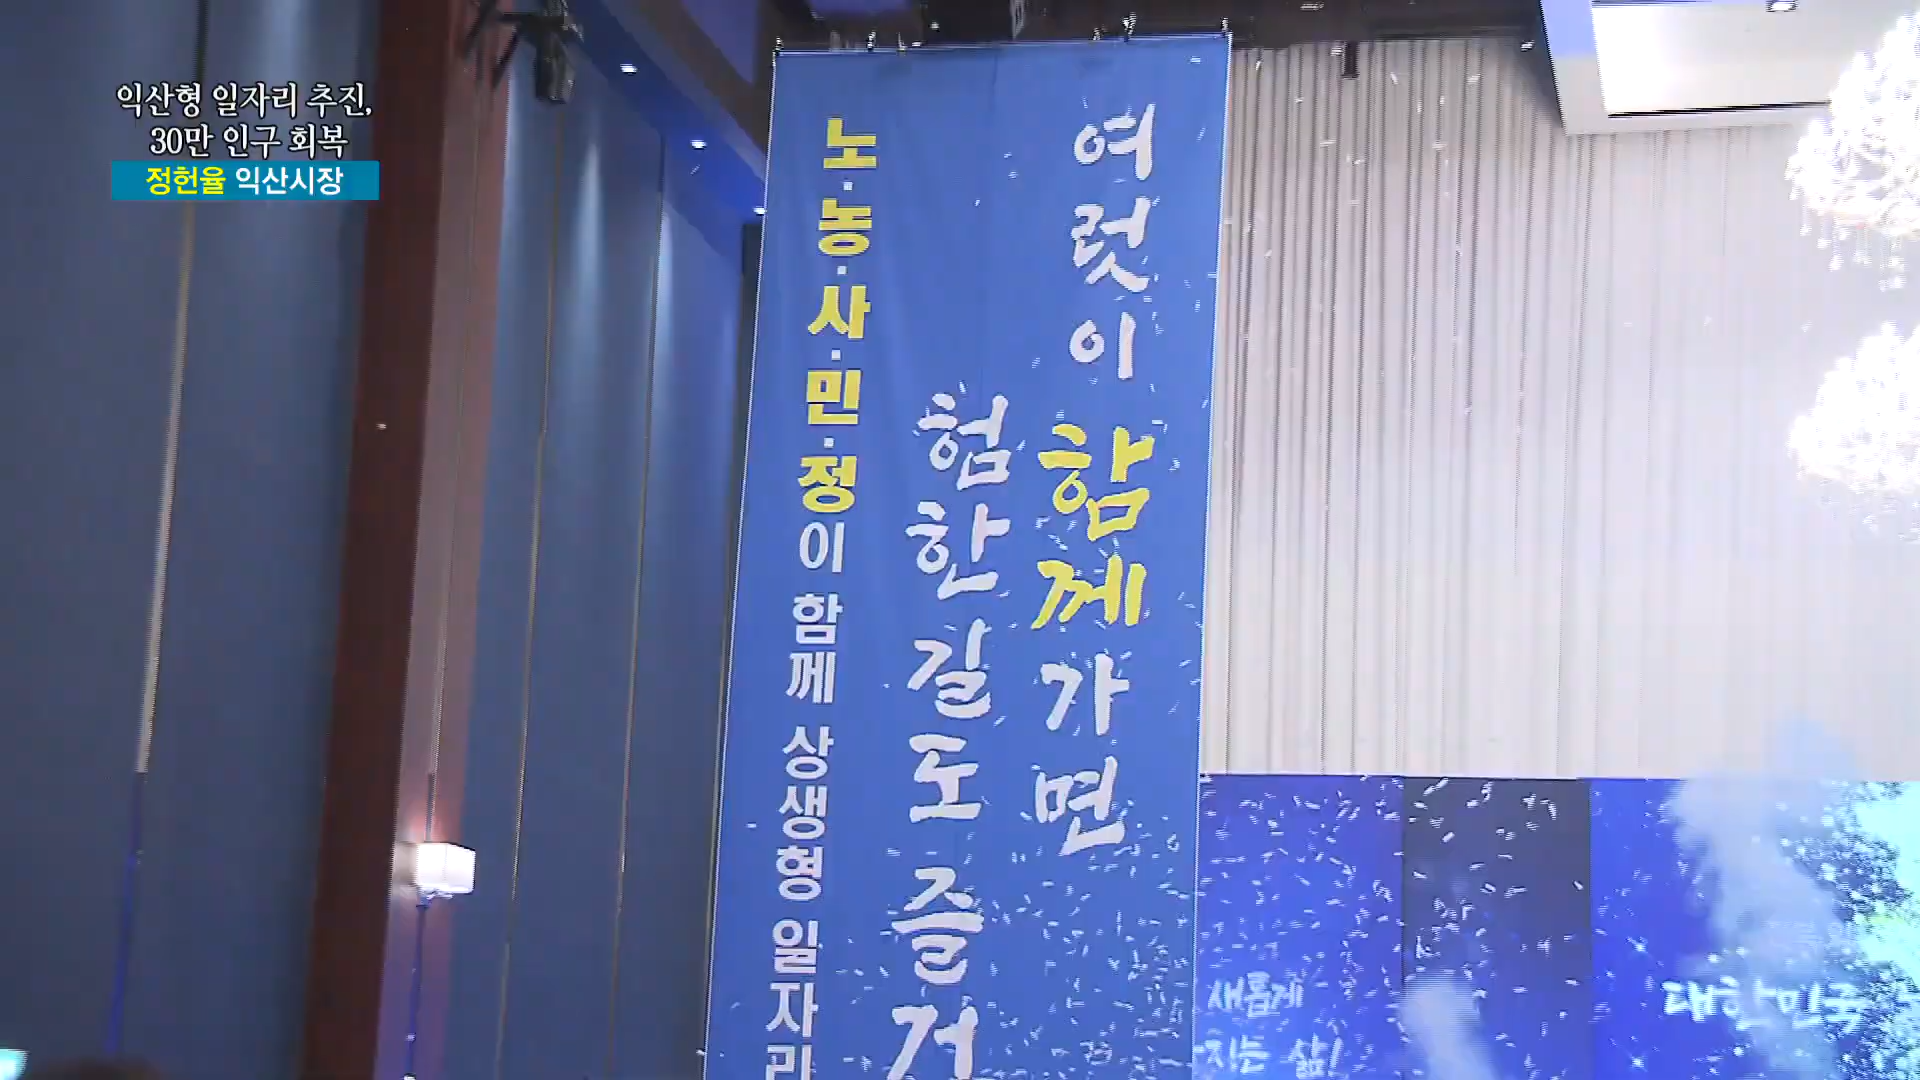 익산형 일자리 추진,
30만 인구 회복
정헌율 익산시장
여럿이 함께 가면
험한 길도 즐거
노·농·사·민·정이 함께 상생형 일자리
새롭게
지는 삶!
대한민국